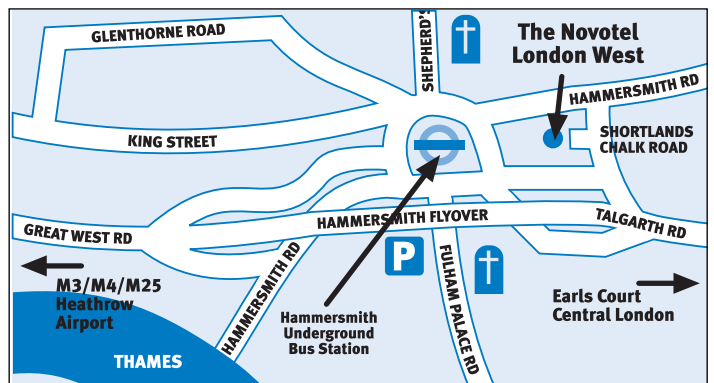 GLENTHORNE ROAD
SHEPHERD'S
The Novotel
London West
HAMMERSMITH RD
KING STREET
SHORTLANDS
CHALK ROAD
HAMMERSMITH FLYOVER
TALGARTH RD
GREAT WEST RD
P
M3/M4/M25
Heathrow
Airport
HAMMERSMITH RD
FULHAM PALACE RD
Earls Court
Central London
Hammersmith
Underground
Bus Station
THAMES